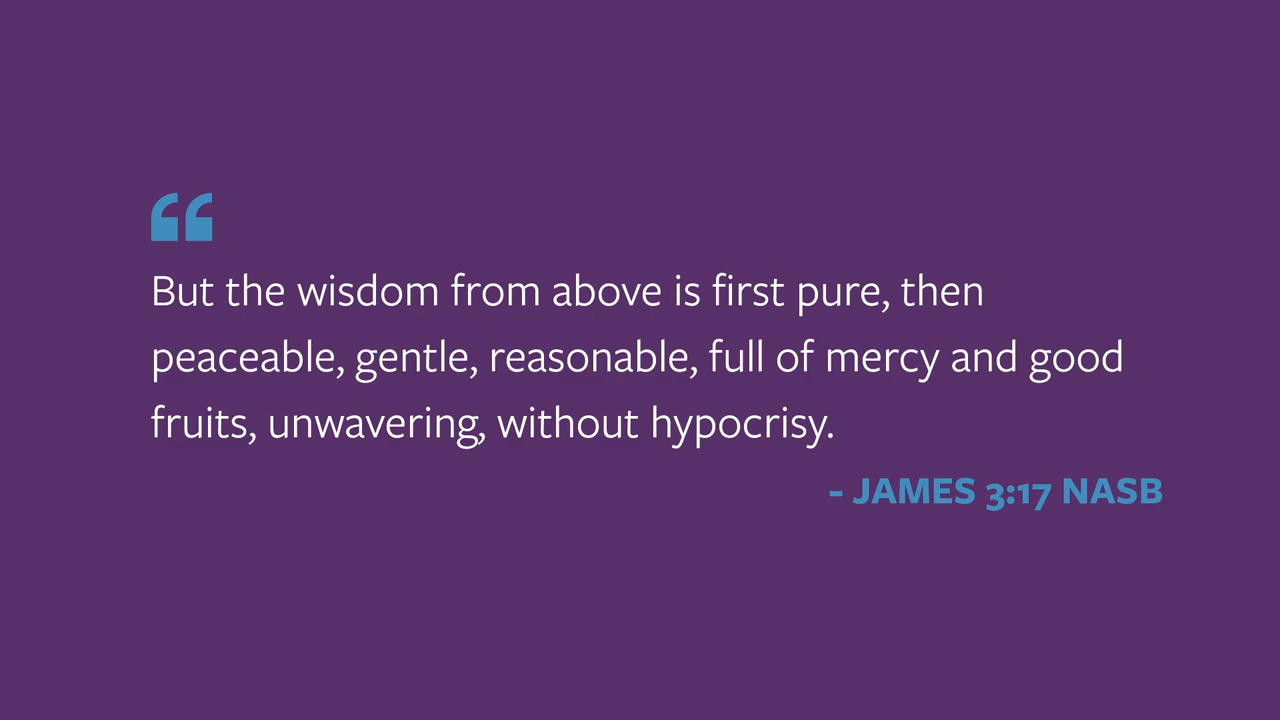 “
But the wisdom from above is first pure, then
peaceable, gentle, reasonable, full of mercy and good
fruits, unwavering, without hypocrisy.
- JAMES 3:17 NASB